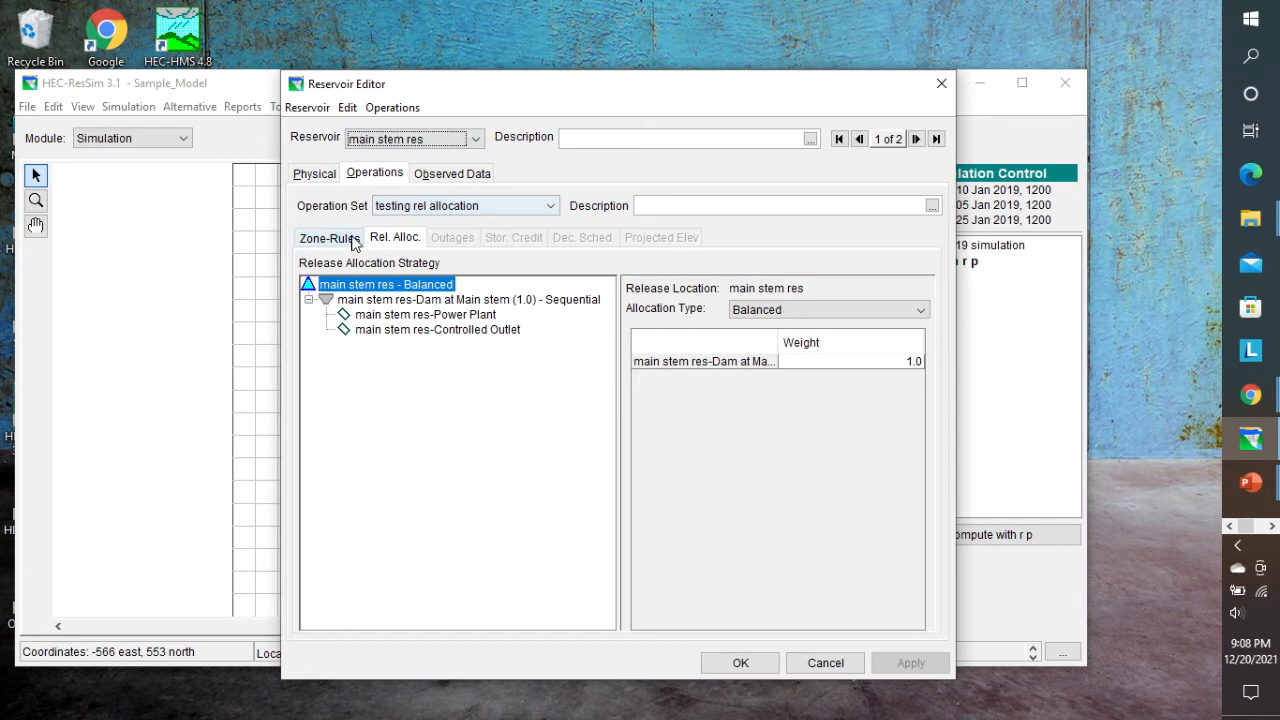 Recycle Bin
Google
HEC-HMS 4.8
HEC-ResSim 3.1 - Sample_Model
File Edit View Simulation Alternative Reports
Module: Simulation
Reservoir Editor
Reservoir Edit Operations
Reservoir main stem res Description ... 1 of 2
Physical Operations Observed Data
Operation Set testing rel allocation Description ...
Zone-Rules Rel. Alloc. Outages Stor. Credit Dec. Sched. Projected Elev
Release Allocation Strategy
main stem res - Balanced
main stem res-Dam at Main stem (1.0) - Sequential
main stem res-Power Plant
main stem res-Controlled Outlet
Release Location: main stem res
Allocation Type: Balanced
Weight
main stem res-Dam at Ma... 1.0
OK Cancel Apply
lation Control
10 Jan 2019, 1200
05 Jan 2019, 1200
25 Jan 2019, 1200
19 simulation
r p
ompute with r p
Coordinates: -566 east, 553 north
Loca
...
9:08 PM
12/20/2021